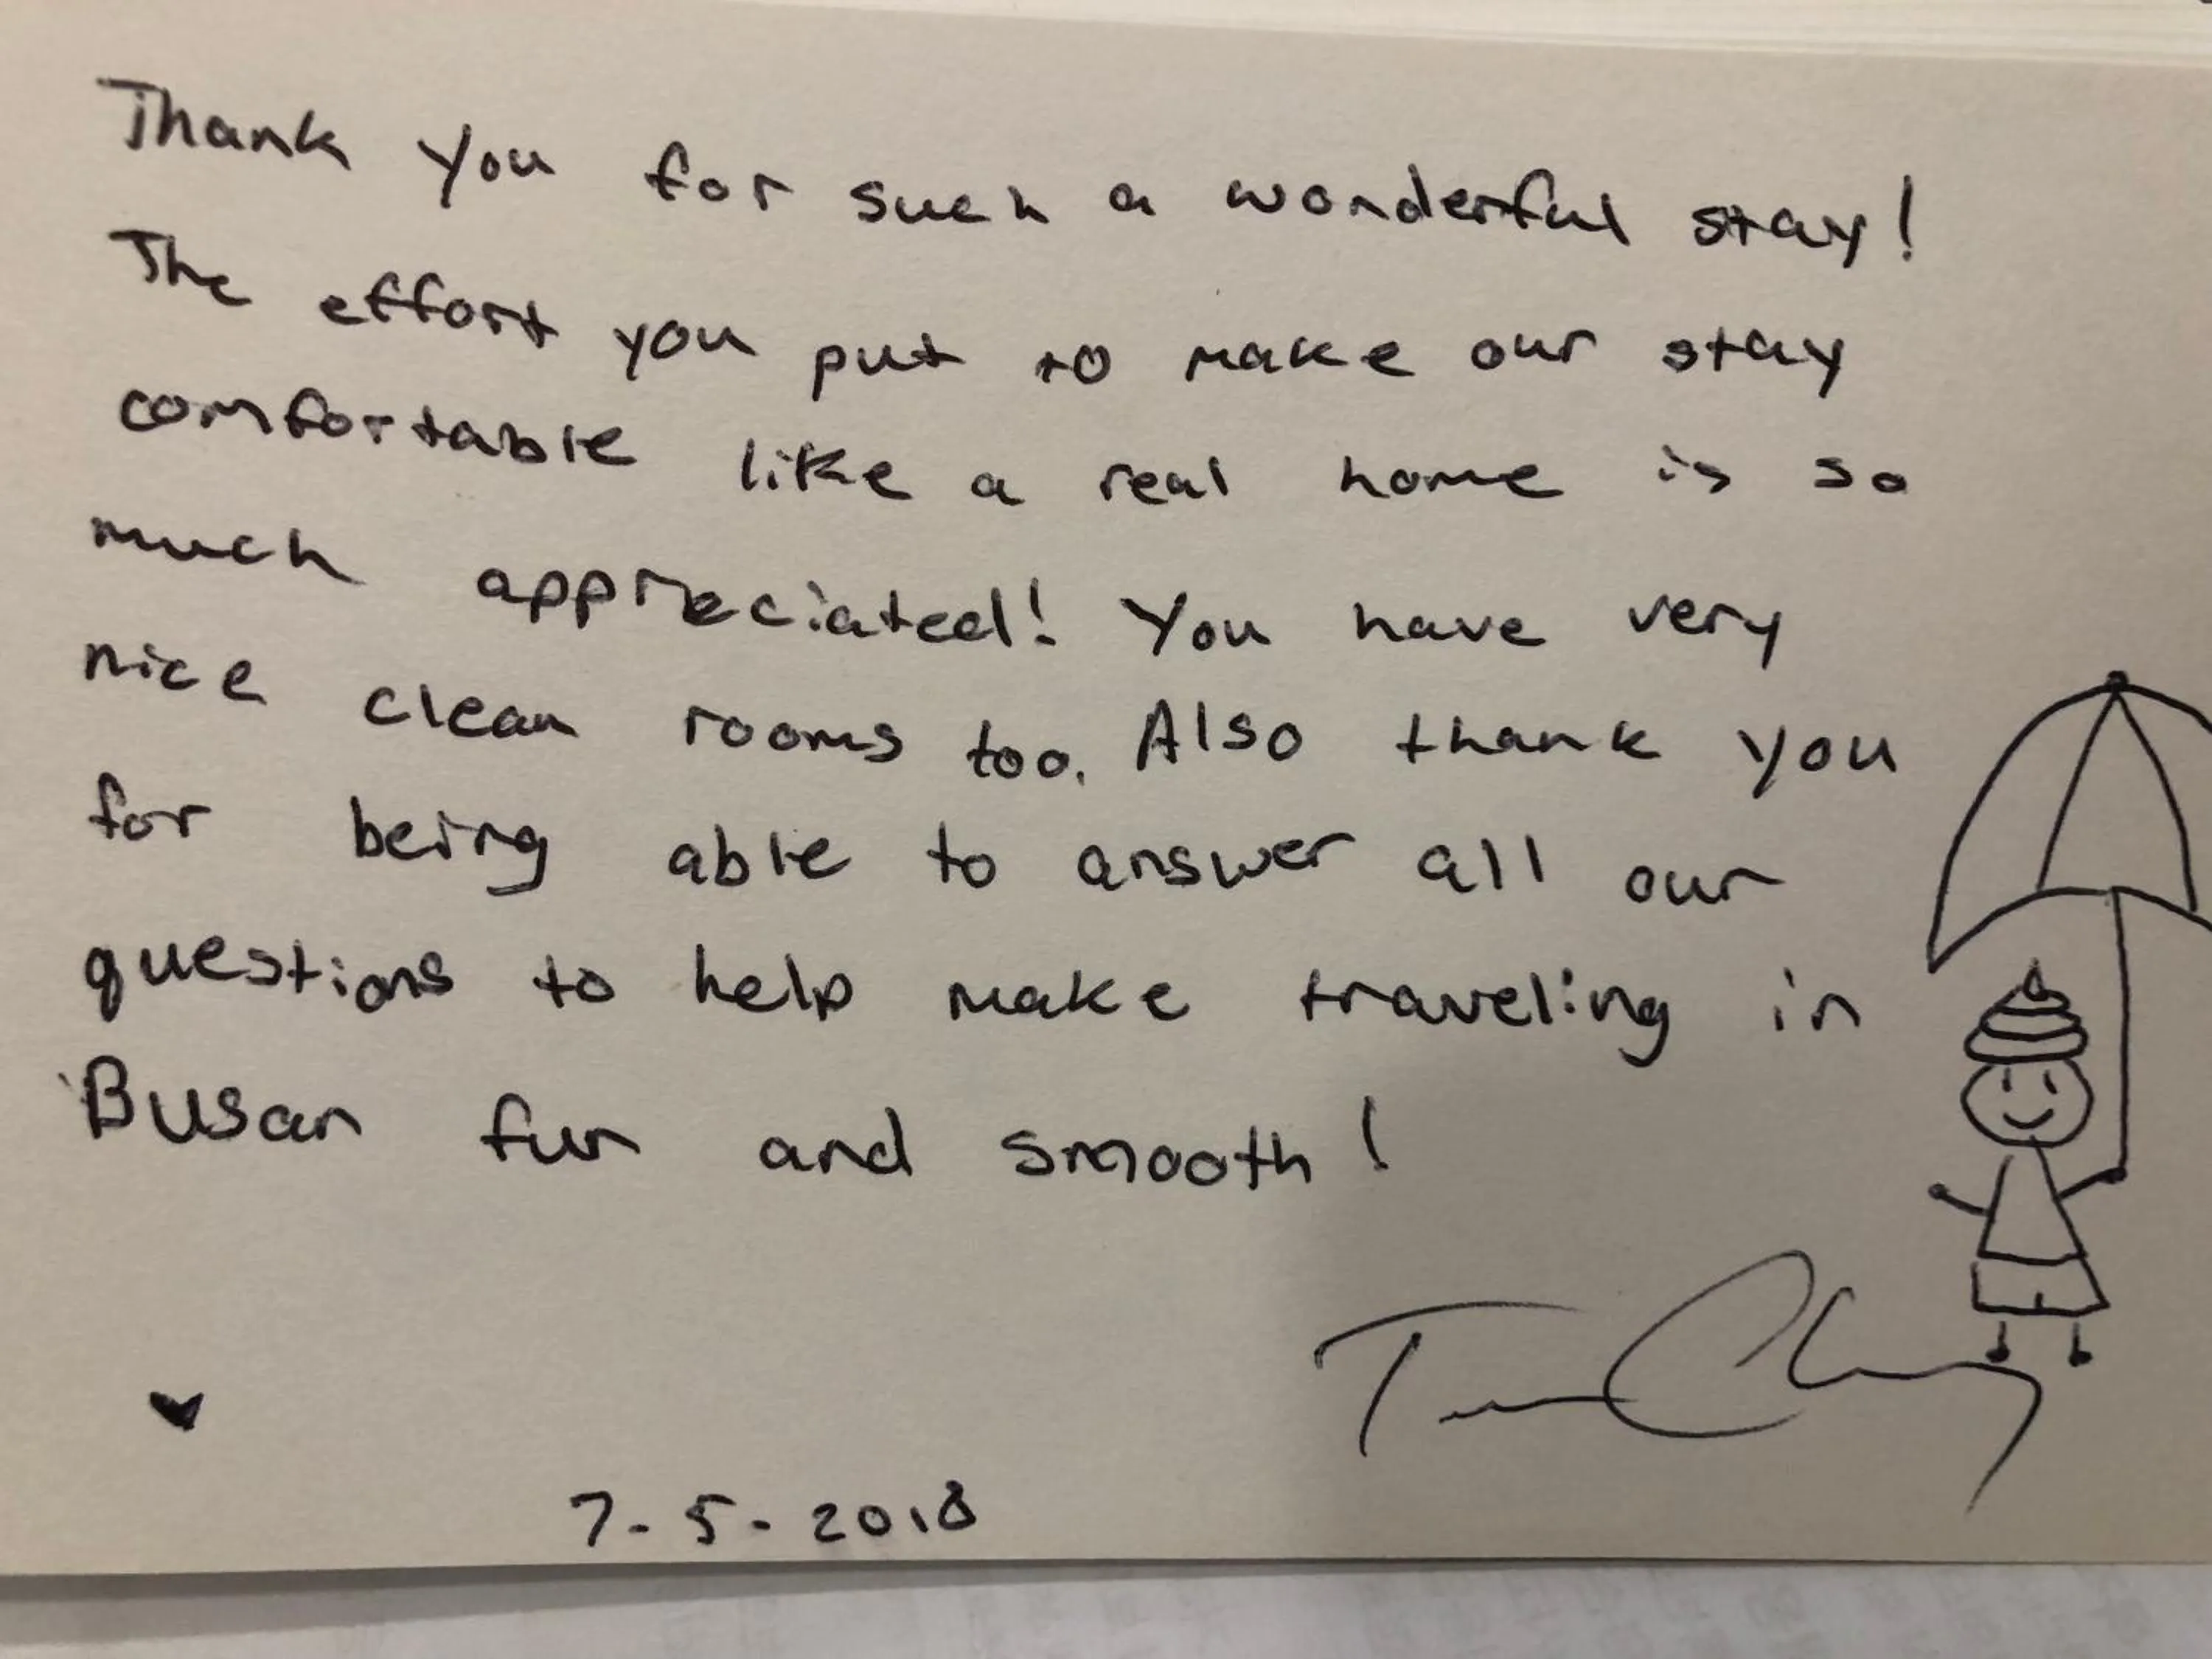 Thank you for such a wonderful stay!
The effort you put to make our stay
comfortable like a real home is so
much appreciated! You have very
nice clean rooms too. Also thank you
for being able to answer all our
questions to help make traveling in
Busan fun and smooth!
7-5-2018